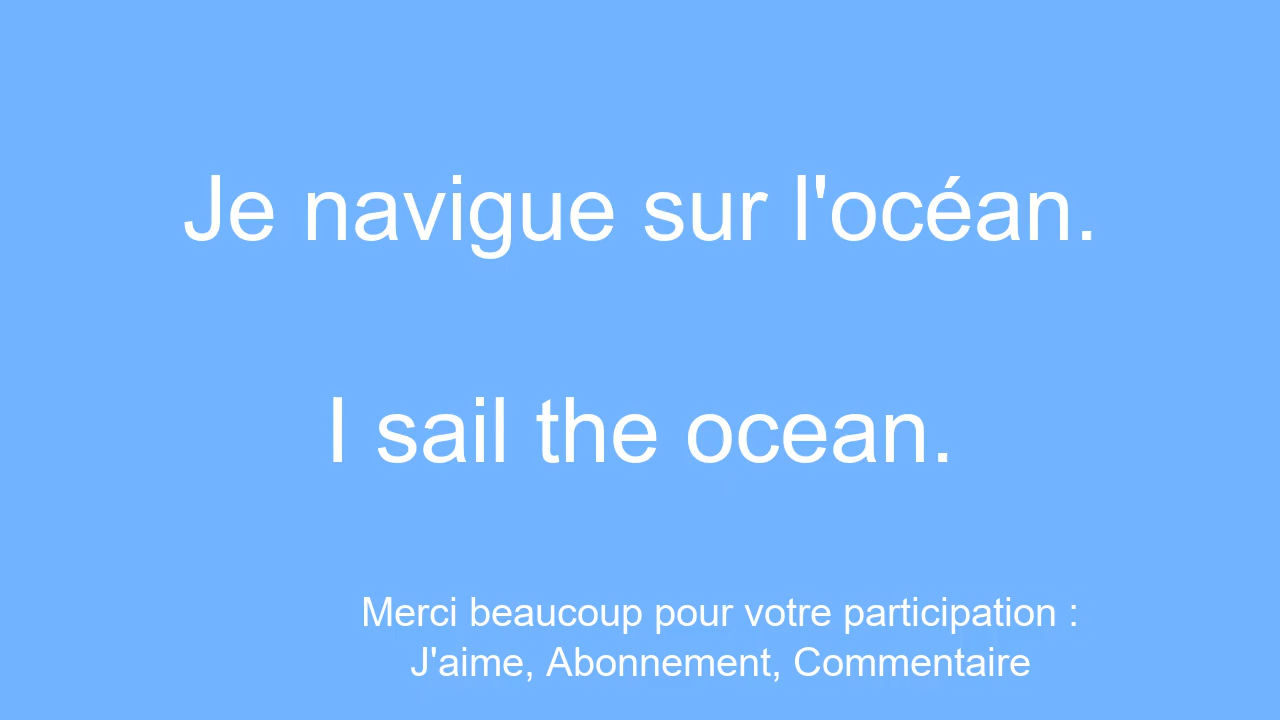 Je navigue sur l'océan.
I sail the ocean.
Merci beaucoup pour votre participation :
J'aime, Abonnement, Commentaire